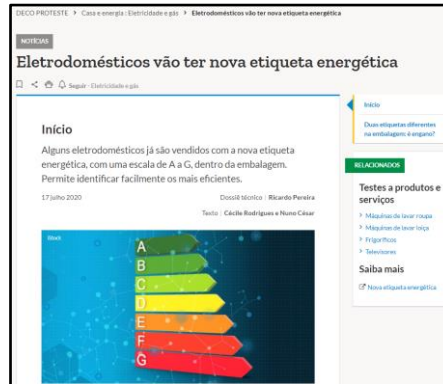 DECO PROTESTE > Casa e energia : Eletricidade e gás > Eletrodomésticos vão ter nova etiqueta energética
NOTÍCIAS
Eletrodomésticos vão ter nova etiqueta energética
Seguir · Eletricidade e gás
Início
Alguns eletrodomésticos já são vendidos com a nova etiqueta
energética, com uma escala de A a G, dentro da embalagem.
Permite identificar facilmente os mais eficientes.
17 julho 2020
Dossiê técnico | Ricardo Pereira
Texto | Cécile Rodrigues e Nuno César
iStock
A
B
C
D
E
F
G
Início
Duas etiquetas diferentes
na embalagem: é engano?
RELACIONADOS
Testes a produtos e
serviços
> Máquinas de lavar roupa
> Máquinas de lavar loiça
> Frigoríficos
> Televisores
Saiba mais
Nova etiqueta energética